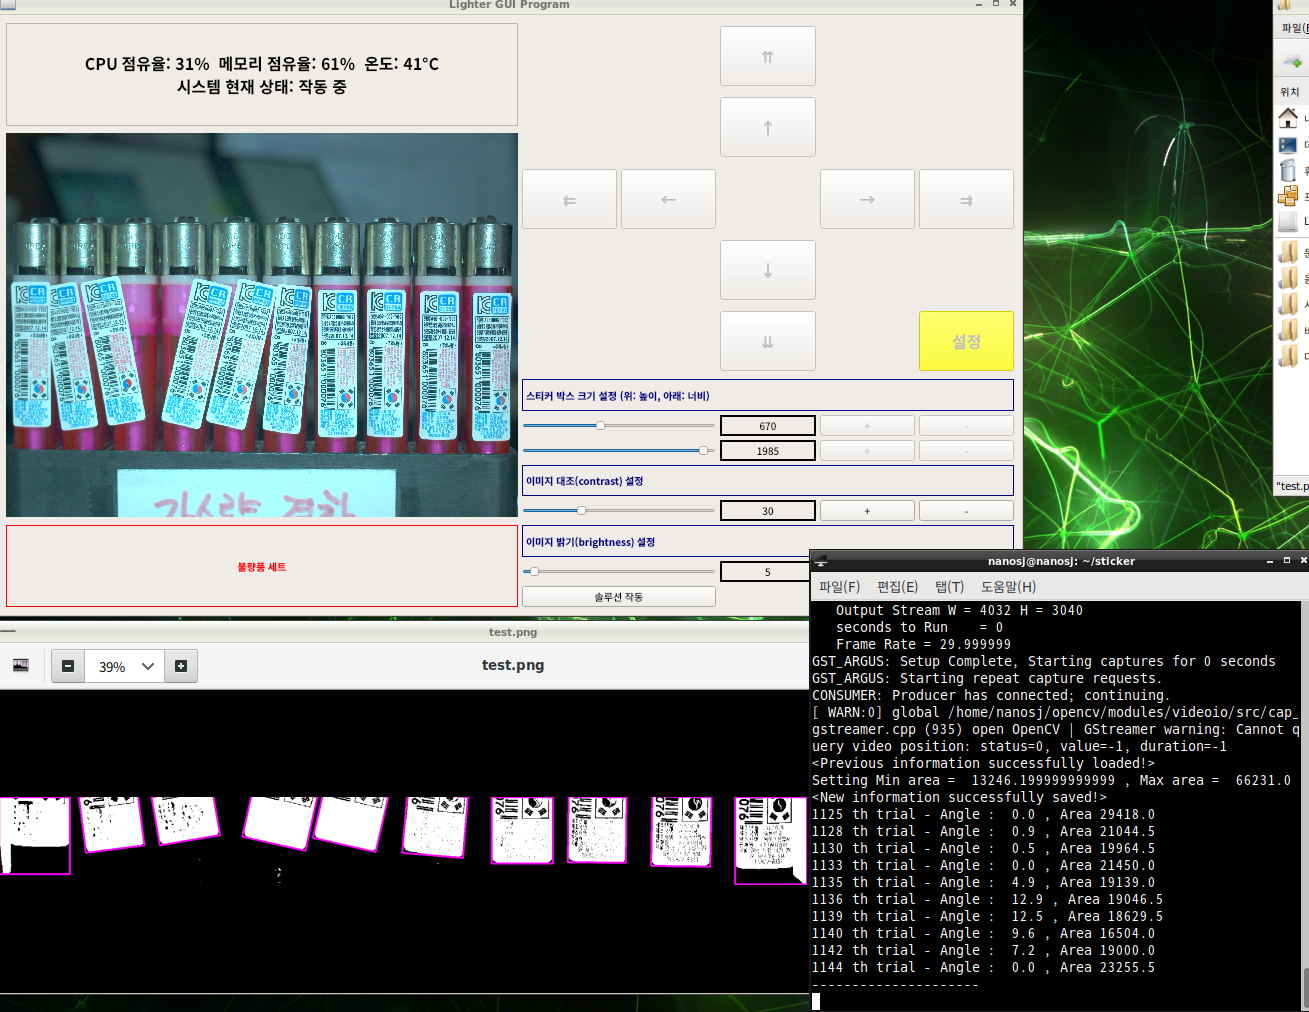 Lighter GUI Program
CPU 점유율: 31% 메모리 점유율: 61% 온도: 41°C
시스템 현재 상태: 작동 중
⇈
↑
⇇
←
→
⇉
↓
⇊
설정
스티커 박스 크기 설정 (위: 높이, 아래: 너비)
670
+
-
1985
+
-
이미지 대조(contrast) 설정
30
+
-
이미지 밝기(brightness) 설정
5
불량품 세트
솔루션 작동
파일(F
위치
"test.p
test.png
39%
test.png
nanosj@nanosj: ~/sticker
파일(F) 편집(E) 탭(T) 도움말(H)
Output Stream W = 4032 H = 3040
seconds to Run = 0
Frame Rate = 29.999999
GST_ARGUS: Setup Complete, Starting captures for 0 seconds
GST_ARGUS: Starting repeat capture requests.
CONSUMER: Producer has connected; continuing.
[ WARN:0] global /home/nanosj/opencv/modules/videoio/src/cap_
gstreamer.cpp (935) open OpenCV | GStreamer warning: Cannot q
uery video position: status=0, value=-1, duration=-1
<Previous information successfully loaded!>
Setting Min area = 13246.199999999999 , Max area = 66231.0
<New information successfully saved!>
1125 th trial - Angle : 0.0 , Area 29418.0
1128 th trial - Angle : 0.9 , Area 21044.5
1130 th trial - Angle : 0.5 , Area 19964.5
1133 th trial - Angle : 0.0 , Area 21450.0
1135 th trial - Angle : 4.9 , Area 19139.0
1136 th trial - Angle : 12.9 , Area 19046.5
1139 th trial - Angle : 12.5 , Area 18629.5
1140 th trial - Angle : 9.6 , Area 16504.0
1142 th trial - Angle : 7.2 , Area 19000.0
1144 th trial - Angle : 0.0 , Area 23255.5
---------------------